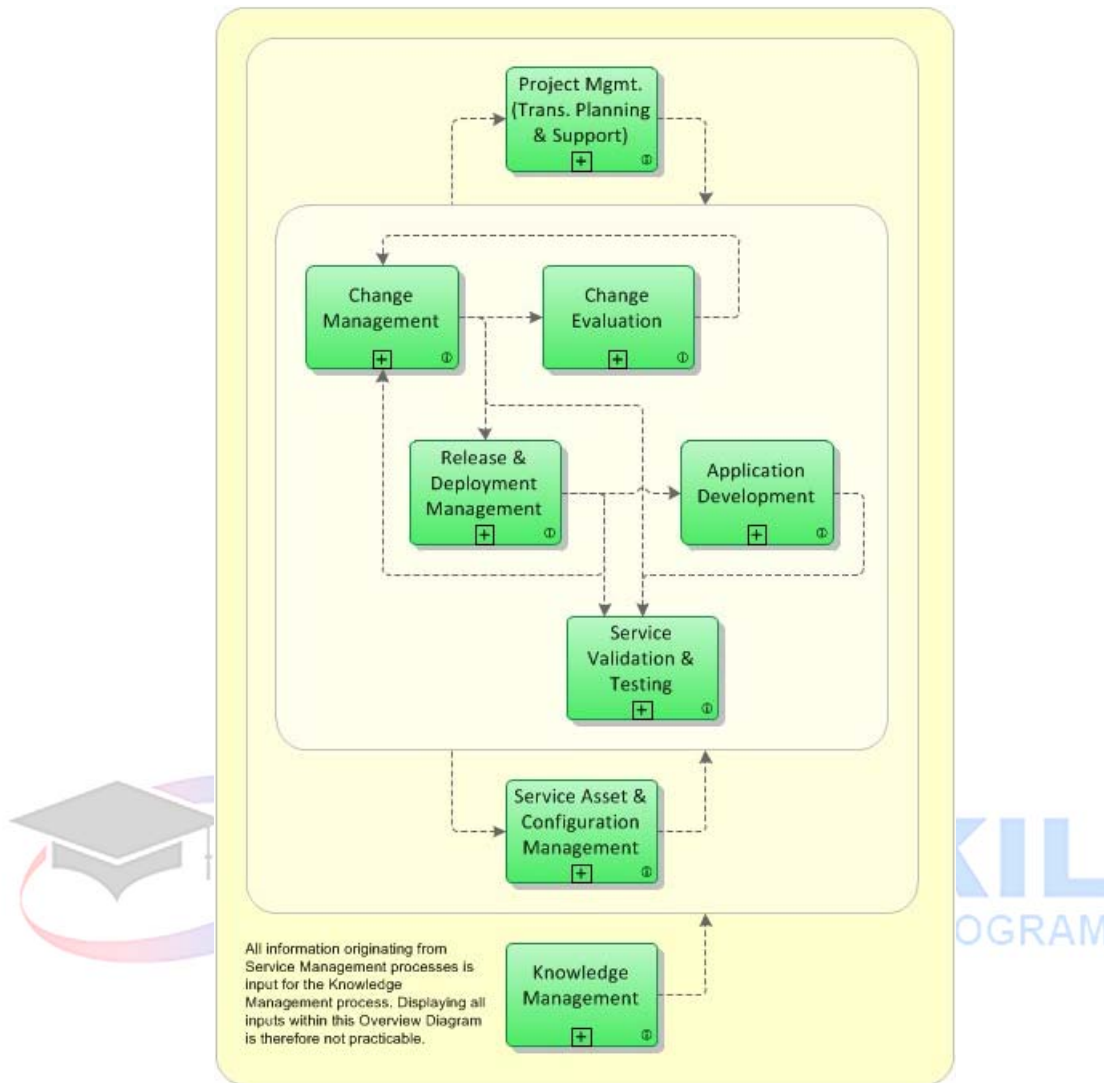 Project Mgmt.
(Trans. Planning
& Support)
Change
Management
Change
Evaluation
Release &
Deployment
Management
Application
Development
Service
Validation &
Testing
Service Asset &
Configuration
Management
All information originating from
Service Management processes is
input for the Knowledge
Management process. Displaying all
inputs within this Overview Diagram
is therefore not practicable.
Knowledge
Management